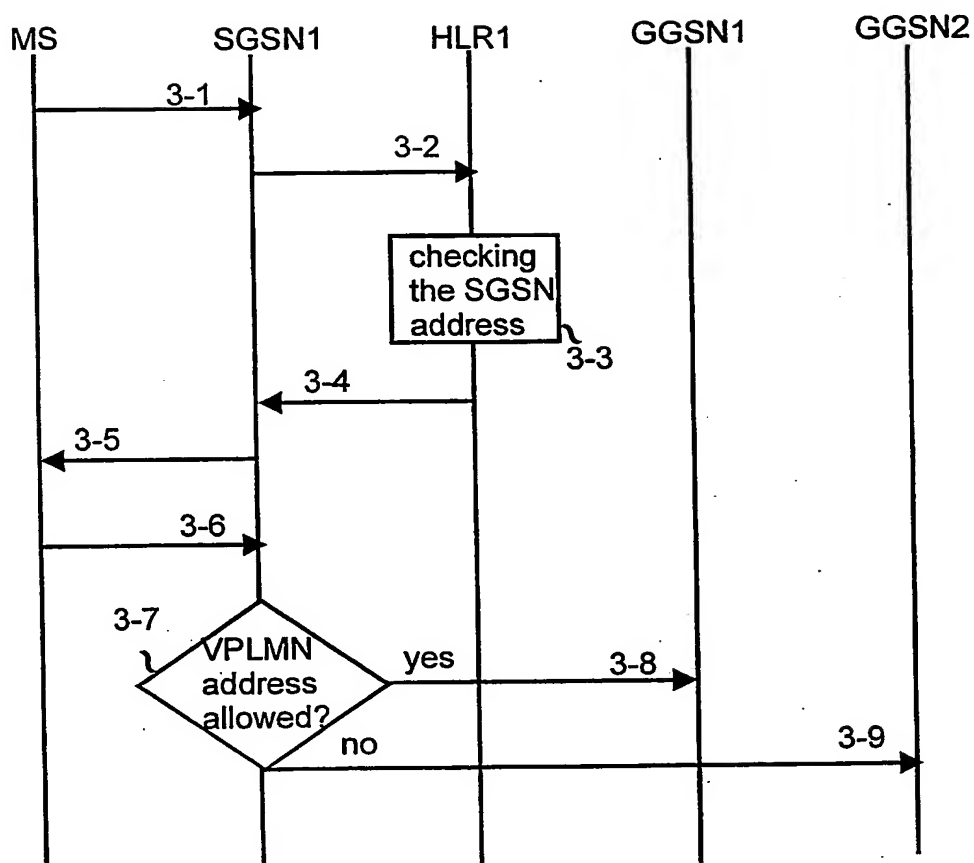 MS SGSN1 HLR1 GGSN1 GGSN2
3-1
3-2
checking
the SGSN
address
3-3
3-4
3-5
3-6
3-7
VPLMN
address
allowed?
yes
3-8
no
3-9